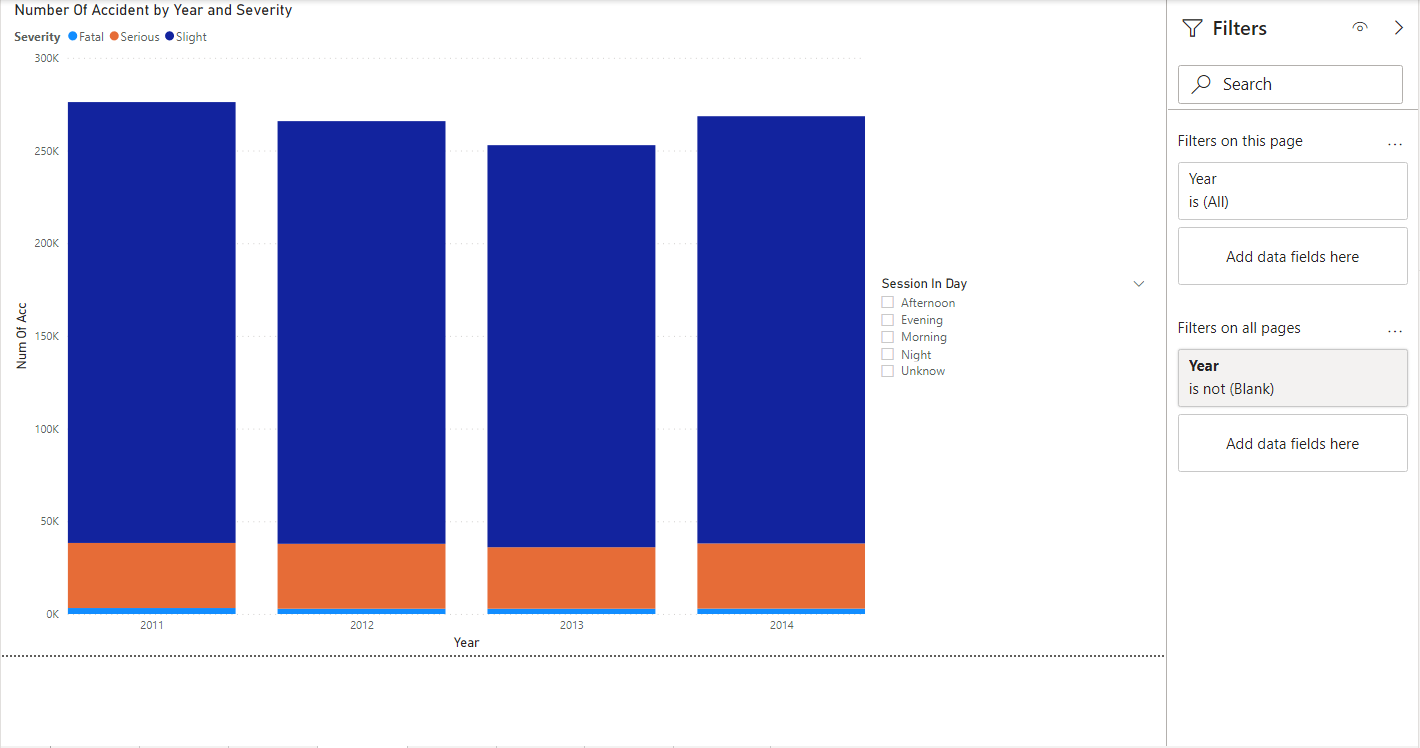 Number Of Accident by Year and Severity
Severity Fatal Serious Slight
300K
250K
200K
150K
100K
50K
0K
Num Of Acc
2011 2012 2013 2014
Year
Session In Day
Afternoon
Evening
Morning
Night
Unknow
Filters
Search
Filters on this page ...
Year
is (All)
Add data fields here
Filters on all pages ...
Year
is not (Blank)
Add data fields here